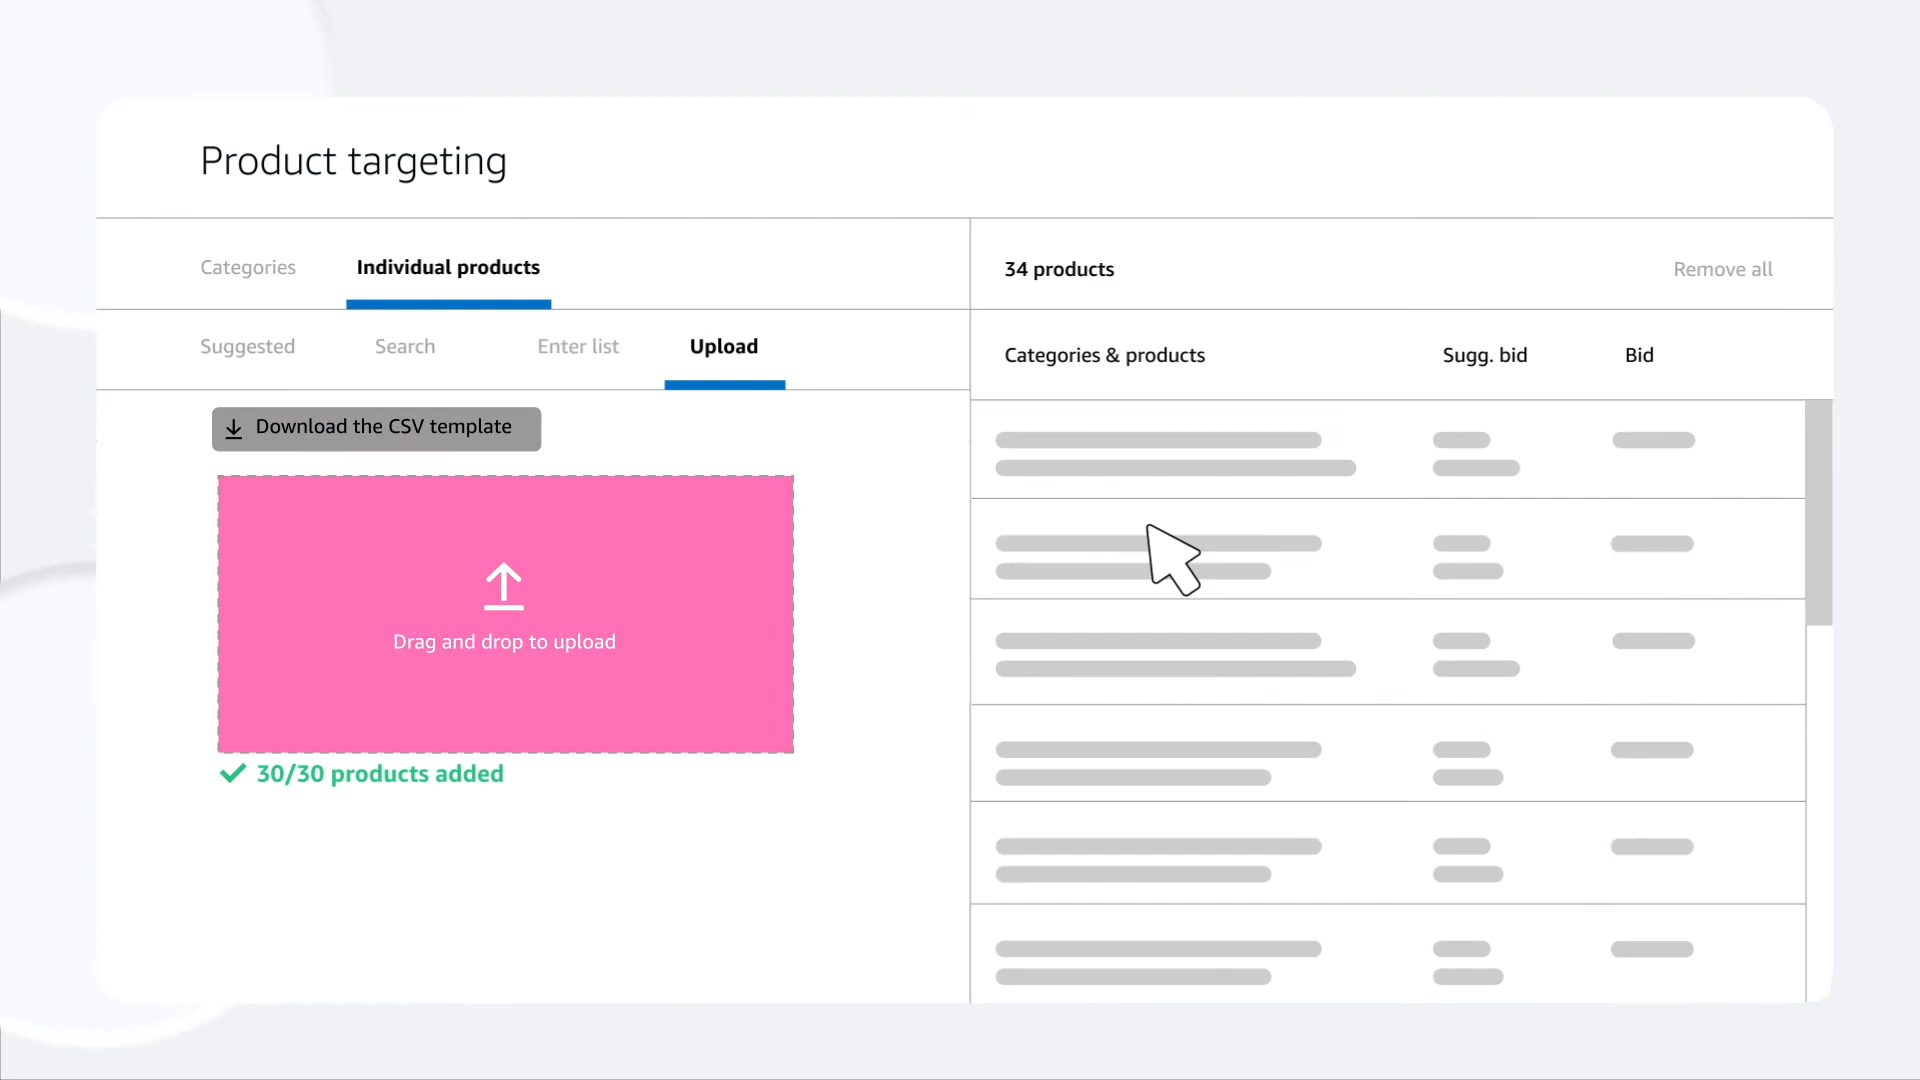 Product targeting
Categories
Individual products
Suggested
Search
Enter list
Upload
Download the CSV template
Drag and drop to upload
30/30 products added
34 products
Remove all
Categories & products
Sugg. bid
Bid